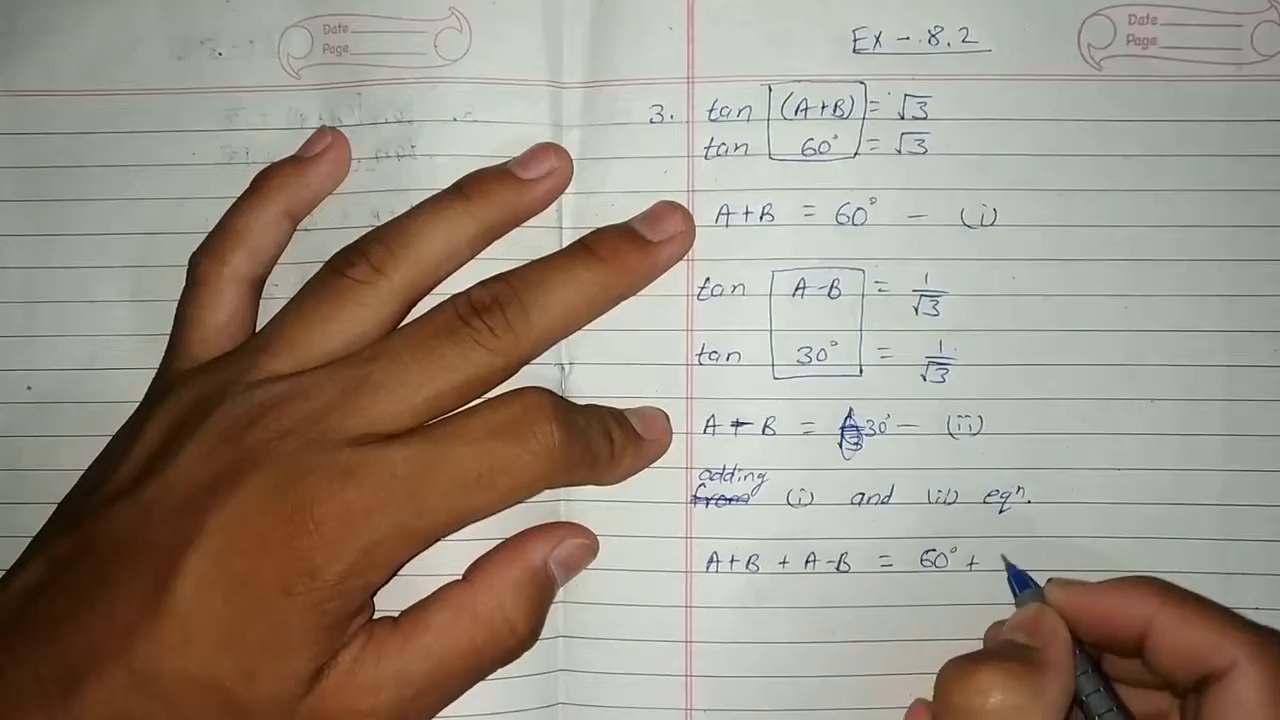 Date
Page
Date
Page
Ex - 8.2
3. tan (A+B) = √3
tan 60° = √3
A+B = 60° - (i)
tan A-B = 1/√3
tan 30° = 1/√3
A - B = 30° - (ii)
adding
from (i) and (ii) eqn.
A+B + A-B = 60° +